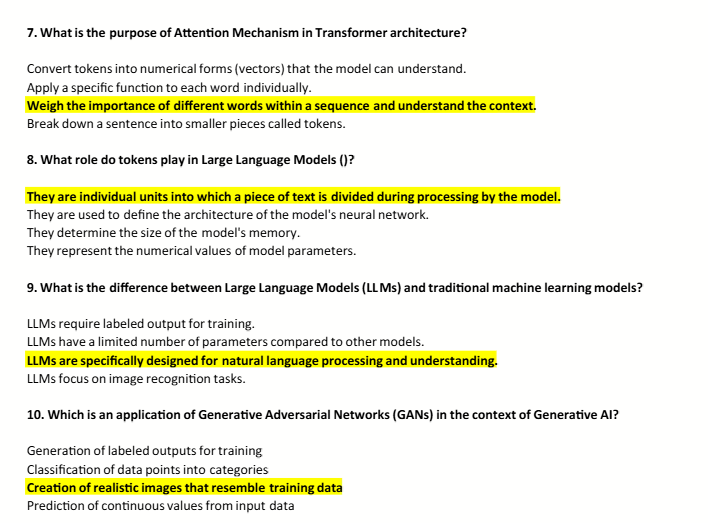 7. What is the purpose of Attention Mechanism in Transformer architecture?
Convert tokens into numerical forms (vectors) that the model can understand.
Apply a specific function to each word individually.
Weigh the importance of different words within a sequence and understand the context.
Break down a sentence into smaller pieces called tokens.
8. What role do tokens play in Large Language Models ()?
They are individual units into which a piece of text is divided during processing by the model.
They are used to define the architecture of the model's neural network.
They determine the size of the model's memory.
They represent the numerical values of model parameters.
9. What is the difference between Large Language Models (LLMs) and traditional machine learning models?
LLMs require labeled output for training.
LLMs have a limited number of parameters compared to other models.
LLMs are specifically designed for natural language processing and understanding.
LLMs focus on image recognition tasks.
10. Which is an application of Generative Adversarial Networks (GANs) in the context of Generative AI?
Generation of labeled outputs for training
Classification of data points into categories
Creation of realistic images that resemble training data
Prediction of continuous values from input data